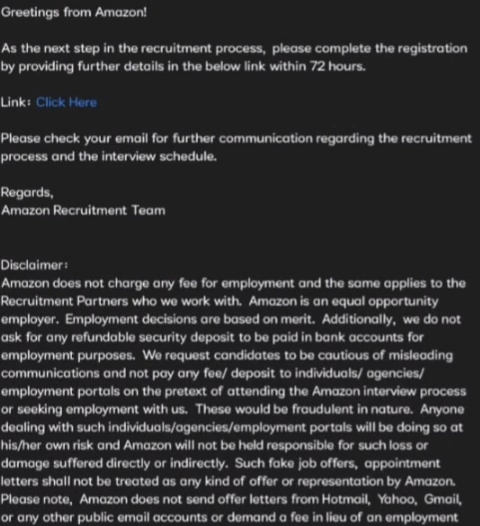 Greetings from Amazon!
As the next step in the recruitment process, please complete the registration
by providing further details in the below link within 72 hours.
Link: Click Here
Please check your email for further communication regarding the recruitment
process and the interview schedule.
Regards,
Amazon Recruitment Team
Disclaimer:
Amazon does not charge any fee for employment and the same applies to the
Recruitment Partners who we work with. Amazon is an equal opportunity
employer. Employment decisions are based on merit. Additionally, we do not
ask for any refundable security deposit to be paid in bank accounts for
employment purposes. We request candidates to be cautious of misleading
communications and not pay any fee/ deposit to individuals/ agencies/
employment portals on the pretext of attending the Amazon interview process
or seeking employment with us. These would be fraudulent in nature. Anyone
dealing with such individuals/agencies/employment portals will be doing so at
his/her own risk and Amazon will not be held responsible for such loss or
damage suffered directly or indirectly. Such fake job offers, appointment
letters shall not be treated as any kind of offer or representation by Amazon.
Please note, Amazon does not send offer letters from Hotmail, Yahoo, Gmail,
or any other public email accounts or demand a fee in lieu of an employment